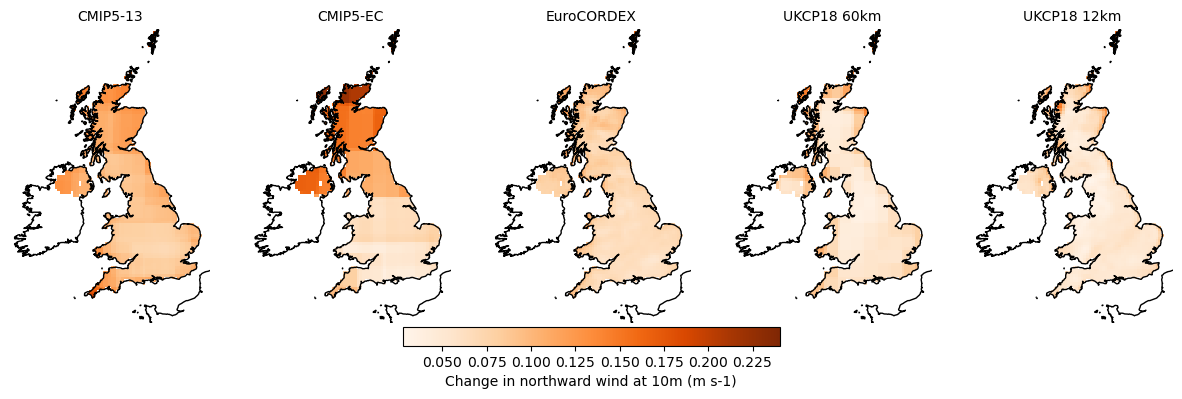 CMIP5-13 CMIP5-EC EuroCORDEX UKCP18 60km UKCP18 12km
0.050 0.075 0.100 0.125 0.150 0.175 0.200 0.225
Change in northward wind at 10m (m s-1)